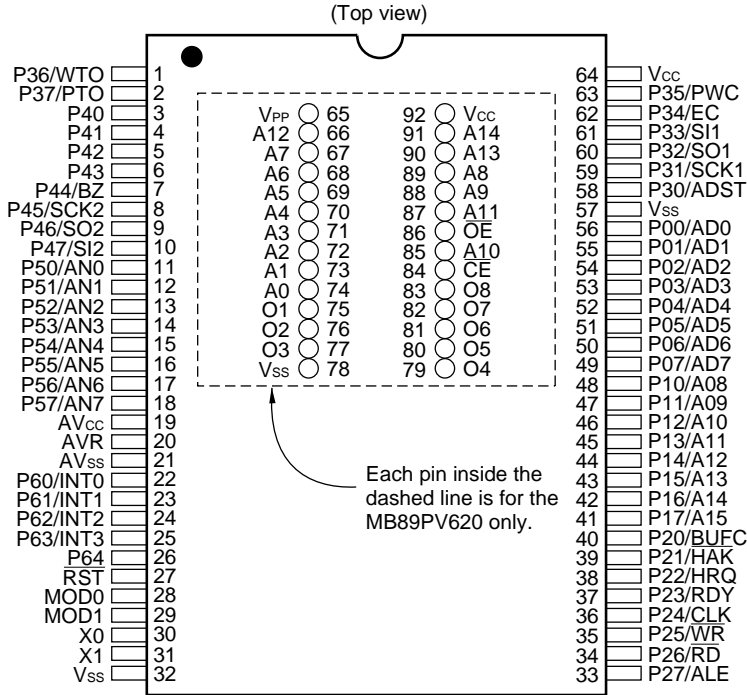 (Top view)
P36/WTO 1
P37/PTO 2
P40 3
P41 4
P42 5
P43 6
P44/BZ 7
P45/SCK2 8
P46/SO2 9
P47/SI2 10
P50/AN0 11
P51/AN1 12
P52/AN2 13
P53/AN3 14
P54/AN4 15
P55/AN5 16
P56/AN6 17
P57/AN7 18
AVcc 19
AVR 20
AVss 21
P60/INT0 22
P61/INT1 23
P62/INT2 24
P63/INT3 25
P64 26
RST 27
MOD0 28
MOD1 29
X0 30
X1 31
Vss 32
VPP 65
A12 66
A7 67
A6 68
A5 69
A4 70
A3 71
A2 72
A1 73
A0 74
O1 75
O2 76
O3 77
Vss 78
92 Vcc
91 A14
90 A13
89 A8
88 A9
87 A11
86 OE
85 A10
84 CE
83 O8
82 O7
81 O6
80 O5
79 O4
Each pin inside the
dashed line is for the
MB89PV620 only.
64 Vcc
63 P35/PWC
62 P34/EC
61 P33/SI1
60 P32/SO1
59 P31/SCK1
58 P30/ADST
57 Vss
56 P00/AD0
55 P01/AD1
54 P02/AD2
53 P03/AD3
52 P04/AD4
51 P05/AD5
50 P06/AD6
49 P07/AD7
48 P10/A08
47 P11/A09
46 P12/A10
45 P13/A11
44 P14/A12
43 P15/A13
42 P16/A14
41 P17/A15
40 P20/BUFC
39 P21/HAK
38 P22/HRQ
37 P23/RDY
36 P24/CLK
35 P25/WR
34 P26/RD
33 P27/ALE